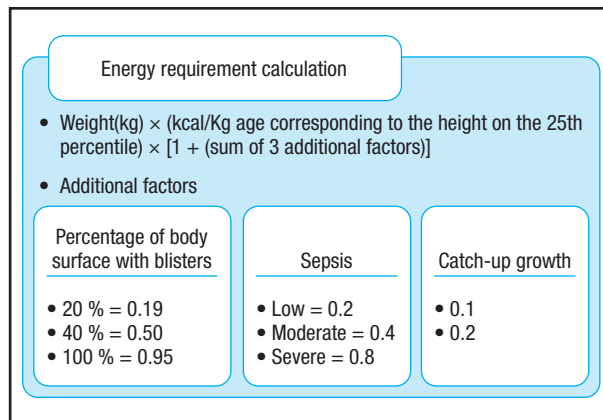 Energy requirement calculation
• Weight(kg) × (kcal/Kg age corresponding to the height on the 25th
percentile) × [1 + (sum of 3 additional factors)]
• Additional factors
Percentage of body
surface with blisters
• 20 % = 0.19
• 40 % = 0.50
• 100 % = 0.95
Sepsis
• Low = 0.2
• Moderate = 0.4
• Severe = 0.8
Catch-up growth
• 0.1
• 0.2